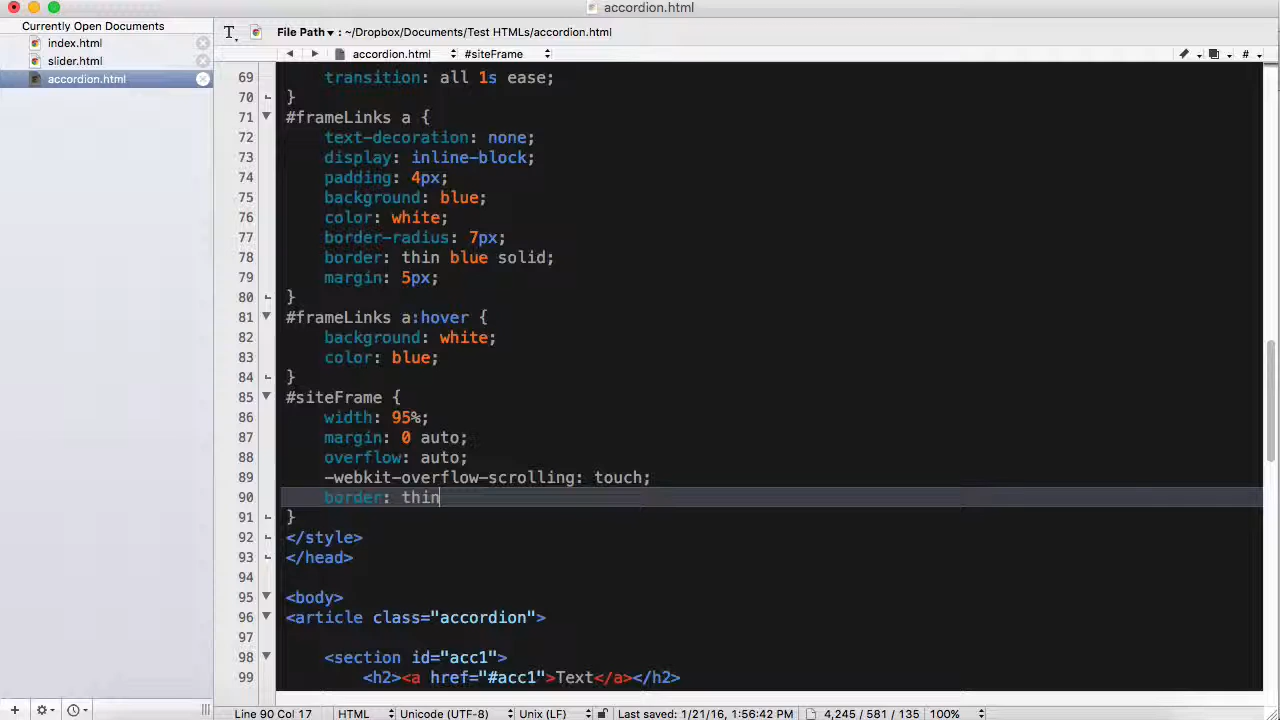 accordion.html
Currently Open Documents
index.html
slider.html
accordion.html
File Path ▾ : ~/Dropbox/Documents/Test HTMLs/accordion.html
accordion.html #siteFrame #
69 transition: all 1s ease;
70 }
71 #frameLinks a {
72 text-decoration: none;
73 display: inline-block;
74 padding: 4px;
75 background: blue;
76 color: white;
77 border-radius: 7px;
78 border: thin blue solid;
79 margin: 5px;
80 }
81 #frameLinks a:hover {
82 background: white;
83 color: blue;
84 }
85 #siteFrame {
86 width: 95%;
87 margin: 0 auto;
88 overflow: auto;
89 -webkit-overflow-scrolling: touch;
90 border: thin
91 }
92 </style>
93 </head>
94
95 <body>
96 <article class="accordion">
97
98 <section id="acc1">
99 <h2><a href="#acc1">Text</a></h2>
Line 90 Col 17 HTML Unicode (UTF-8) Unix (LF) Last saved: 1/21/16, 1:56:42 PM 4,245 / 581 / 135 100%